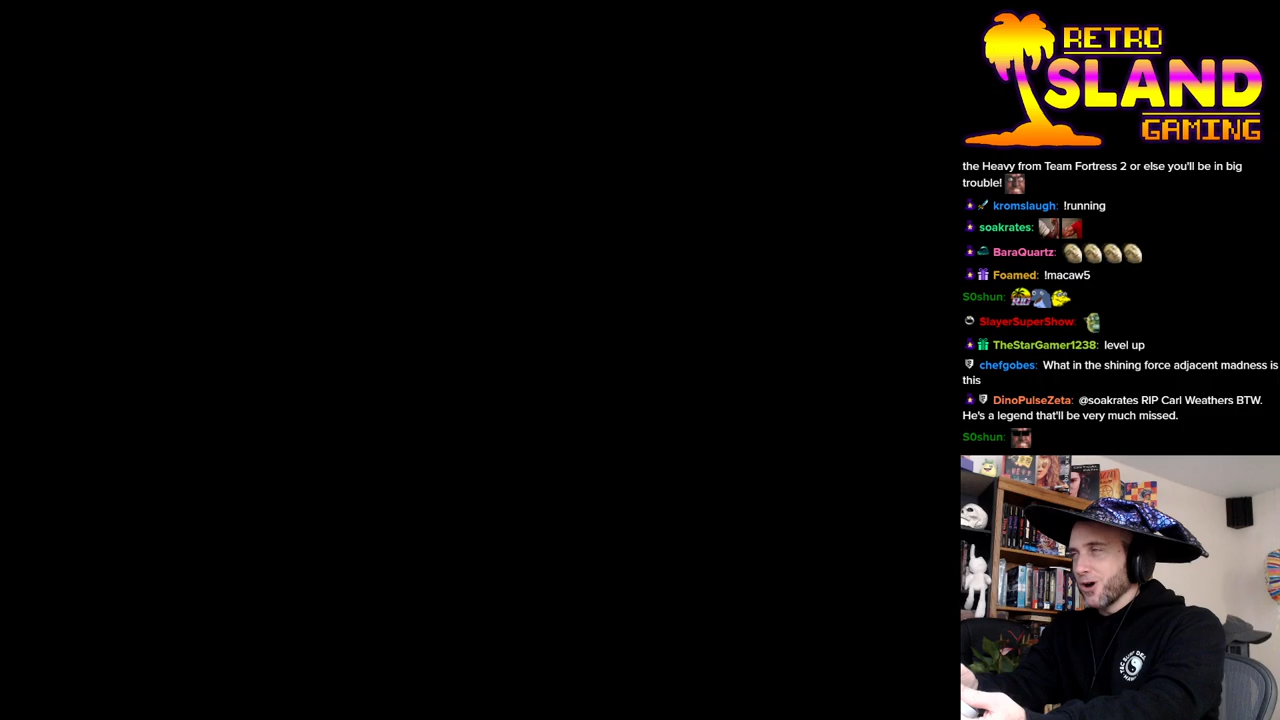 RETRO
ISLAND
GAMING
the Heavy from Team Fortress 2 or else you'll be in big
trouble!
kromslaugh: !running
soakrates:
BaraQuartz:
Foamed: !macaw5
S0shun:
SlayerSuperShow:
TheStarGamer1238: level up
chefgobes: What in the shining force adjacent madness is
this
DinoPulseZeta: @soakrates RIP Carl Weathers BTW.
He's a legend that'll be very much missed.
S0shun: